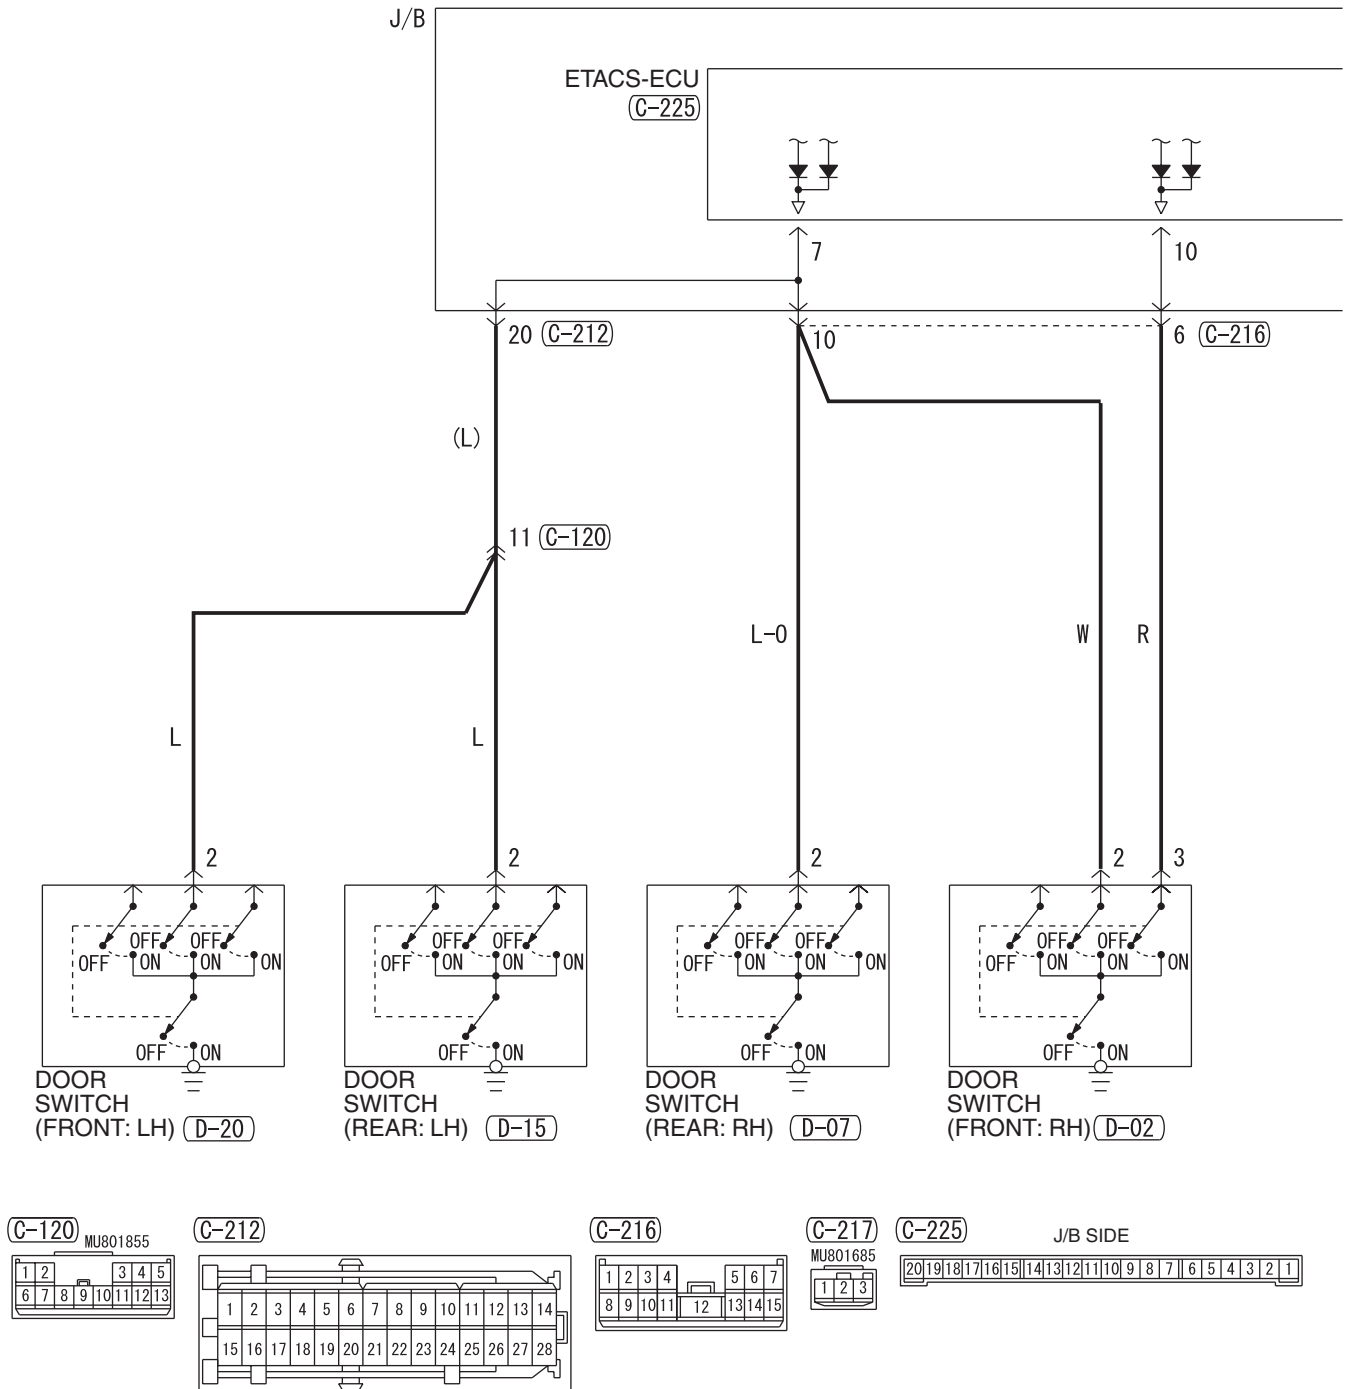 J/B
ETACS-ECU
C-225
7
10
20 C-212
10
6 C-216
(L)
11 C-120
L-O
W
R
L
L
2
2
2
2
3
OFF
OFF
OFF
ON
ON
ON
OFF
ON
OFF
OFF
OFF
ON
ON
ON
OFF
ON
OFF
OFF
OFF
ON
ON
ON
OFF
ON
OFF
OFF
OFF
ON
ON
ON
OFF
ON
DOOR
SWITCH
(FRONT: LH) D-20
DOOR
SWITCH
(REAR: LH) D-15
DOOR
SWITCH
(REAR: RH) D-07
DOOR
SWITCH
(FRONT: RH) D-02
C-120
MU801855
1 2 3 4 5
6 7 8 9 10 11 12 13
C-212
1 2 3 4 5 6 7 8 9 10 11 12 13 14
15 16 17 18 19 20 21 22 23 24 25 26 27 28
C-216
1 2 3 4 5 6 7
8 9 10 11 12 13 14 15
C-217
MU801685
1 2 3
C-225
J/B SIDE
20 19 18 17 16 15 14 13 12 11 10 9 8 7 6 5 4 3 2 1